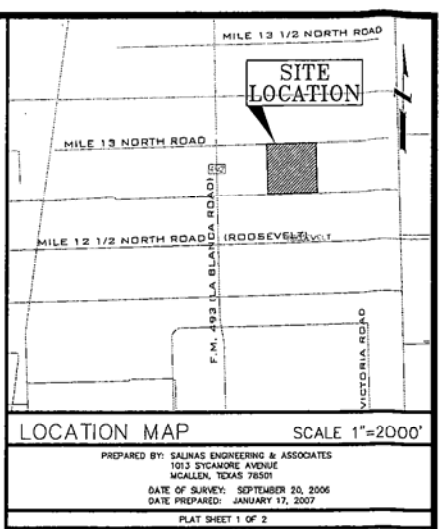 MILE 13 1/2 NORTH ROAD
SITE
LOCATION
MILE 13 NORTH ROAD
493
MILE 12 1/2 NORTH ROAD (ROOSEVELT)
F.M. 493 (LA BLANCA ROAD)
VICTORIA ROAD
LOCATION MAP SCALE 1"=2000'
PREPARED BY: SALINAS ENGINEERING & ASSOCIATES
1013 SYCAMORE AVENUE
MCALLEN, TEXAS 78501
DATE OF SURVEY: SEPTEMBER 20, 2006
DATE PREPARED: JANUARY 17, 2007
PLAT SHEET 1 OF 2